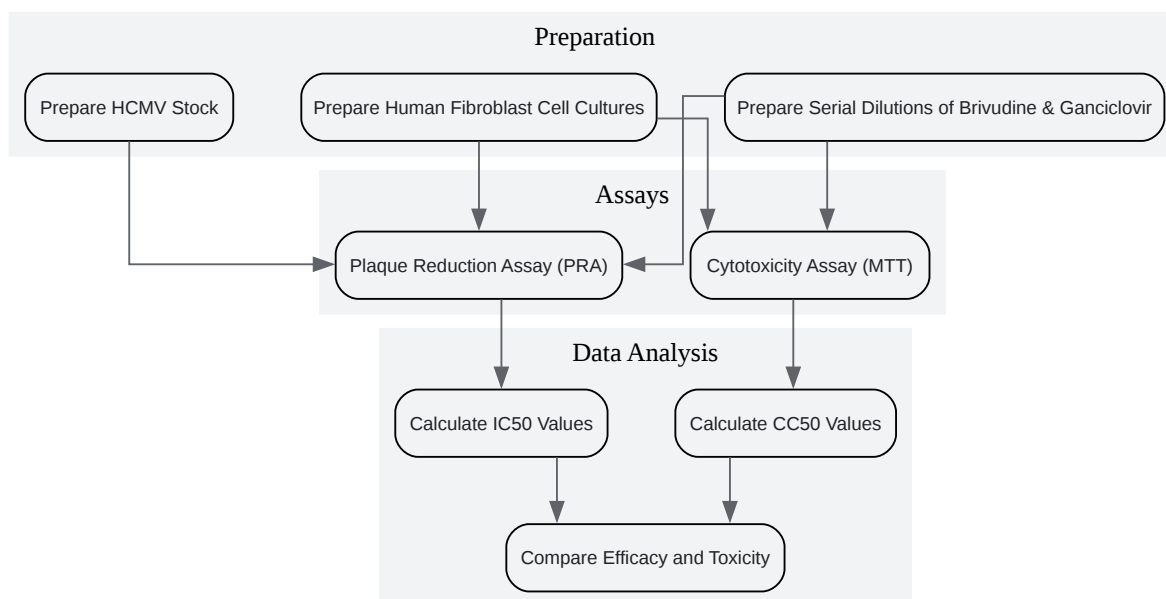 Preparation
Prepare HCMV Stock
Prepare Human Fibroblast Cell Cultures
Prepare Serial Dilutions of Brivudine & Ganciclovir
Assays
Plaque Reduction Assay (PRA)
Cytotoxicity Assay (MTT)
Data Analysis
Calculate IC50 Values
Calculate CC50 Values
Compare Efficacy and Toxicity